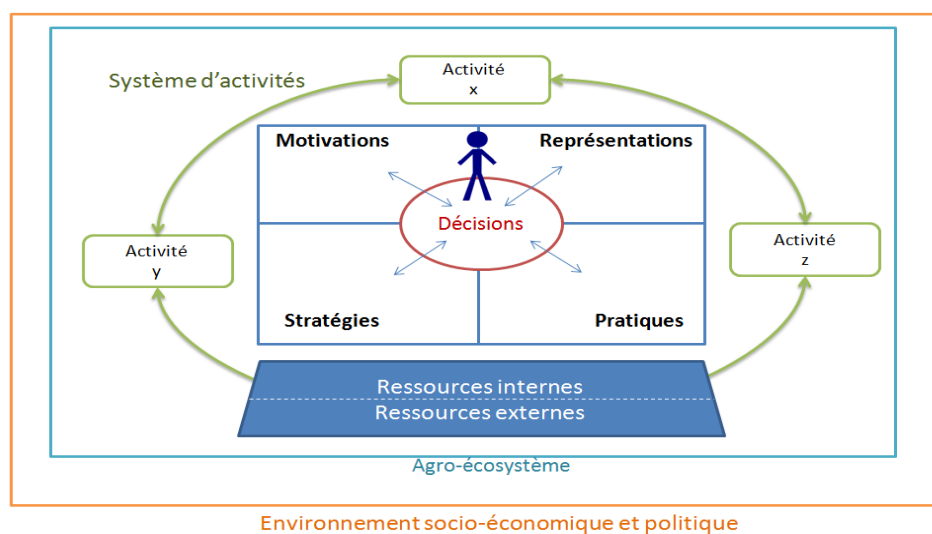 Activité
x
Système d'activités
Motivations
Représentations
Décisions
Activité
y
Activité
z
Stratégies
Pratiques
Ressources internes
Ressources externes
Agro-écosystème
Environnement socio-économique et politique